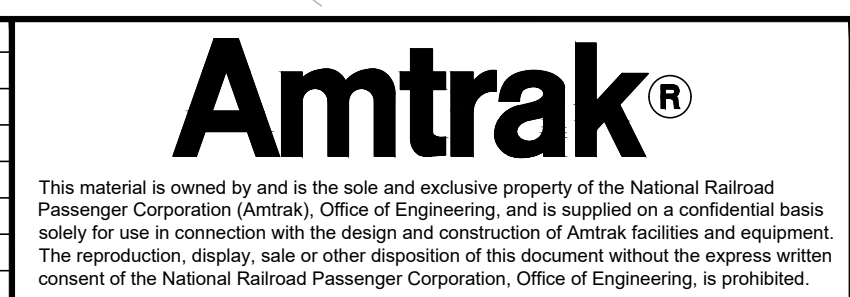 Amtrak®
This material is owned by and is the sole and exclusive property of the National Railroad
Passenger Corporation (Amtrak), Office of Engineering, and is supplied on a confidential basis
solely for use in connection with the design and construction of Amtrak facilities and equipment.
The reproduction, display, sale or other disposition of this document without the express written
consent of the National Railroad Passenger Corporation, Office of Engineering, is prohibited.